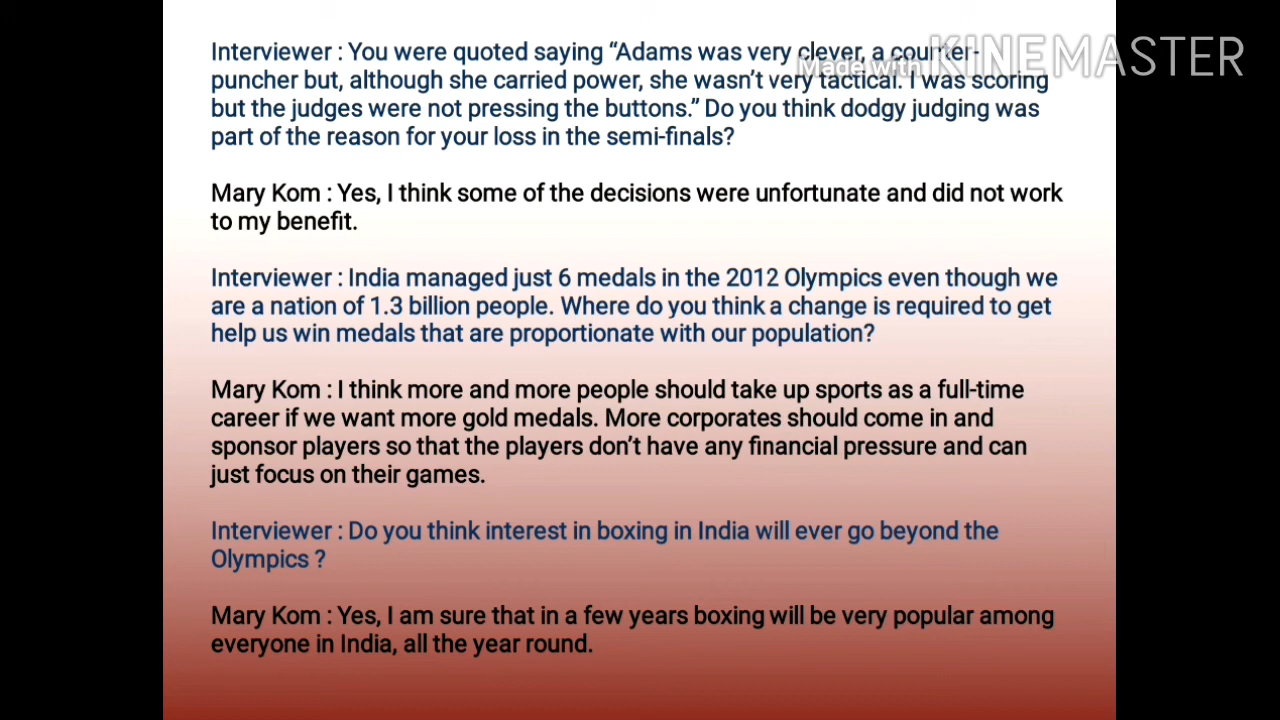 Interviewer : You were quoted saying “Adams was very clever, a counter-
puncher but, although she carried power, she wasn’t very tactical. I was scoring
but the judges were not pressing the buttons.” Do you think dodgy judging was
part of the reason for your loss in the semi-finals?
Made with KINEMASTER
Mary Kom : Yes, I think some of the decisions were unfortunate and did not work
to my benefit.
Interviewer : India managed just 6 medals in the 2012 Olympics even though we
are a nation of 1.3 billion people. Where do you think a change is required to get
help us win medals that are proportionate with our population?
Mary Kom : I think more and more people should take up sports as a full-time
career if we want more gold medals. More corporates should come in and
sponsor players so that the players don’t have any financial pressure and can
just focus on their games.
Interviewer : Do you think interest in boxing in India will ever go beyond the
Olympics ?
Mary Kom : Yes, I am sure that in a few years boxing will be very popular among
everyone in India, all the year round.